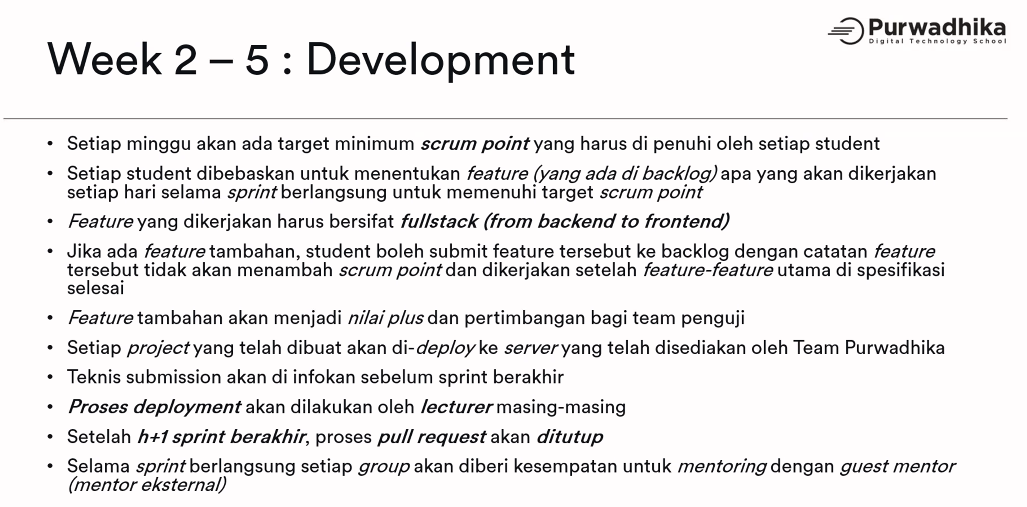 Purwadhika
Digital Technology School
Week 2 – 5 : Development
• Setiap minggu akan ada target minimum scrum point yang harus di penuhi oleh setiap student
• Setiap student dibebaskan untuk menentukan feature (yang ada di backlog) apa yang akan dikerjakan
setiap hari selama sprint berlangsung untuk memenuhi target scrum point
• Feature yang dikerjakan harus bersifat fullstack (from backend to frontend)
• Jika ada feature tambahan, student boleh submit feature tersebut ke backlog dengan catatan feature
tersebut tidak akan menambah scrum point dan dikerjakan setelah feature-feature utama di spesifikasi
selesai
• Feature tambahan akan menjadi nilai plus dan pertimbangan bagi team penguji
• Setiap project yang telah dibuat akan di-deploy ke server yang telah disediakan oleh Team Purwadhika
• Teknis submission akan di infokan sebelum sprint berakhir
• Proses deployment akan dilakukan oleh lecturer masing-masing
• Setelah h+1 sprint berakhir, proses pull request akan ditutup
• Selama sprint berlangsung setiap group akan diberi kesempatan untuk mentoring dengan guest mentor
(mentor eksternal)